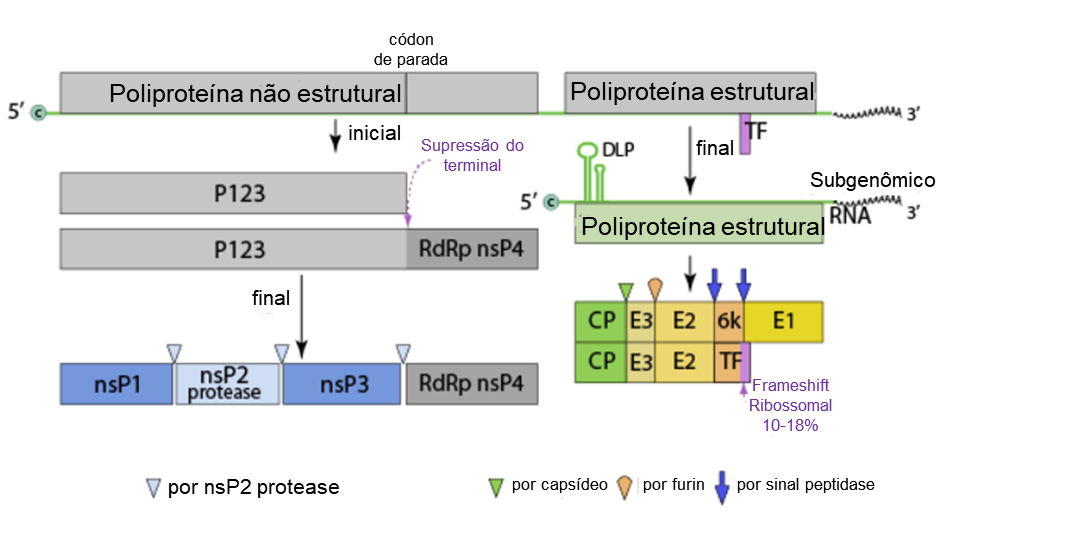 códon
de parada
Poliproteína não estrutural
Poliproteína estrutural
5′ c
3′
TF
inicial
Supressão do
terminal
final
DLP
Subgenômico
P123
5′ c
RNA
3′
Poliproteína estrutural
P123
RdRp nsP4
final
CP E3 E2 6k E1
CP E3 E2 TF
nsP1
nsP2
protease
nsP3
RdRp nsP4
Frameshift
Ribossomal
10-18%
por nsP2 protease
por capsídeo
por furin
por sinal peptidase